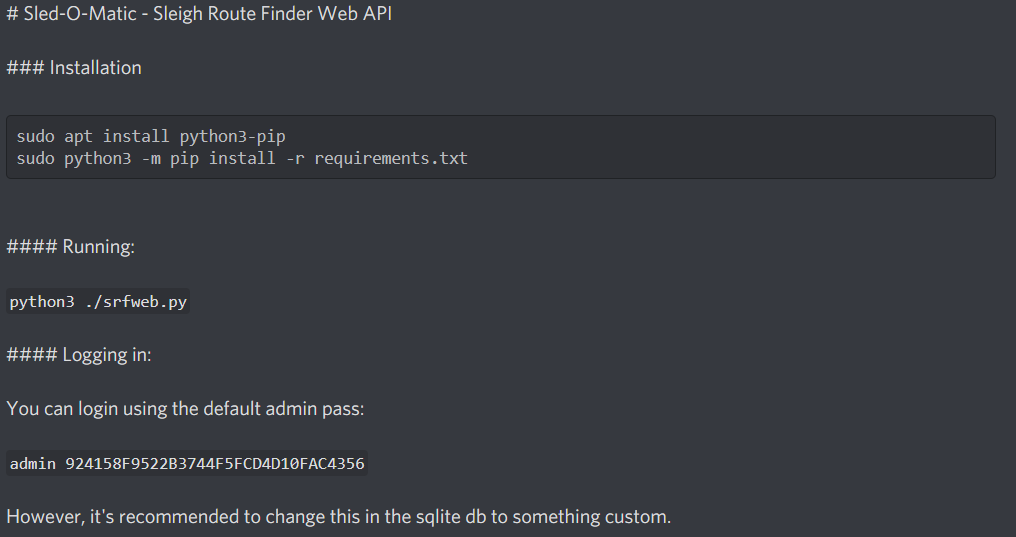 # Sled-O-Matic - Sleigh Route Finder Web API
### Installation
sudo apt install python3-pip
sudo python3 -m pip install -r requirements.txt
#### Running:
python3 ./srfweb.py
#### Logging in:
You can login using the default admin pass:
admin 924158F9522B3744F5FCD4D10FAC4356
However, it's recommended to change this in the sqlite db to something custom.